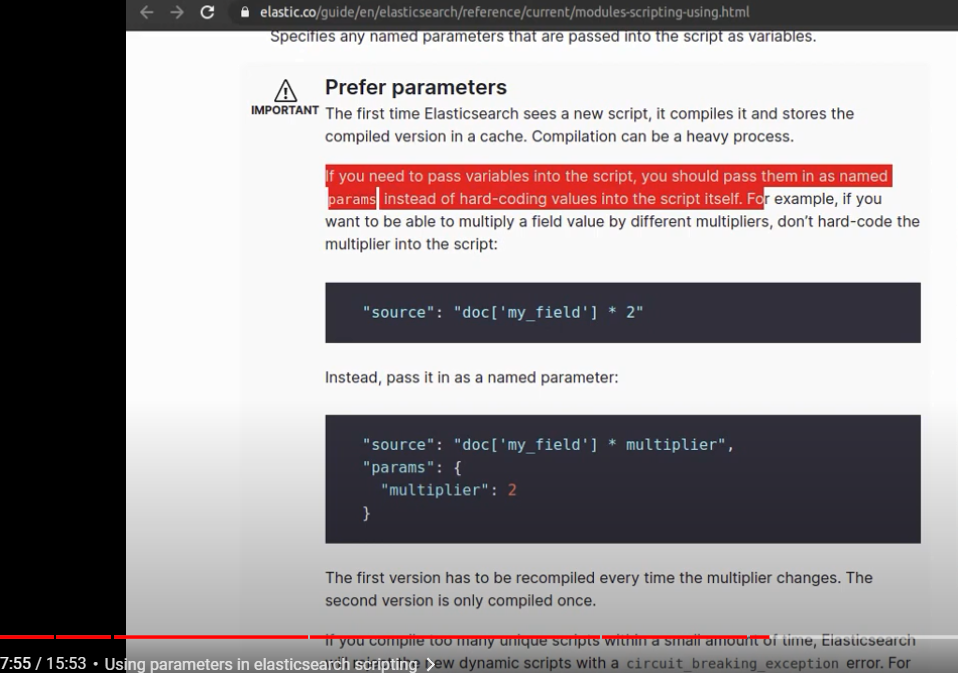 elastic.co/guide/en/elasticsearch/reference/current/modules-scripting-using.html
Specifies any named parameters that are passed into the script as variables.
Prefer parameters
IMPORTANT
The first time Elasticsearch sees a new script, it compiles it and stores the
compiled version in a cache. Compilation can be a heavy process.
If you need to pass variables into the script, you should pass them in as named
params instead of hard-coding values into the script itself. For example, if you
want to be able to multiply a field value by different multipliers, don’t hard-code the
multiplier into the script:
"source": "doc['my_field'] * 2"
Instead, pass it in as a named parameter:
"source": "doc['my_field'] * multiplier",
"params": {
"multiplier": 2
}
The first version has to be recompiled every time the multiplier changes. The
second version is only compiled once.
If you compile too many unique scripts within a small amount of time, Elasticsearch
new dynamic scripts with a circuit_breaking_exception error. For
7:55 / 15:53 • Using parameters in elasticsearch scripting >